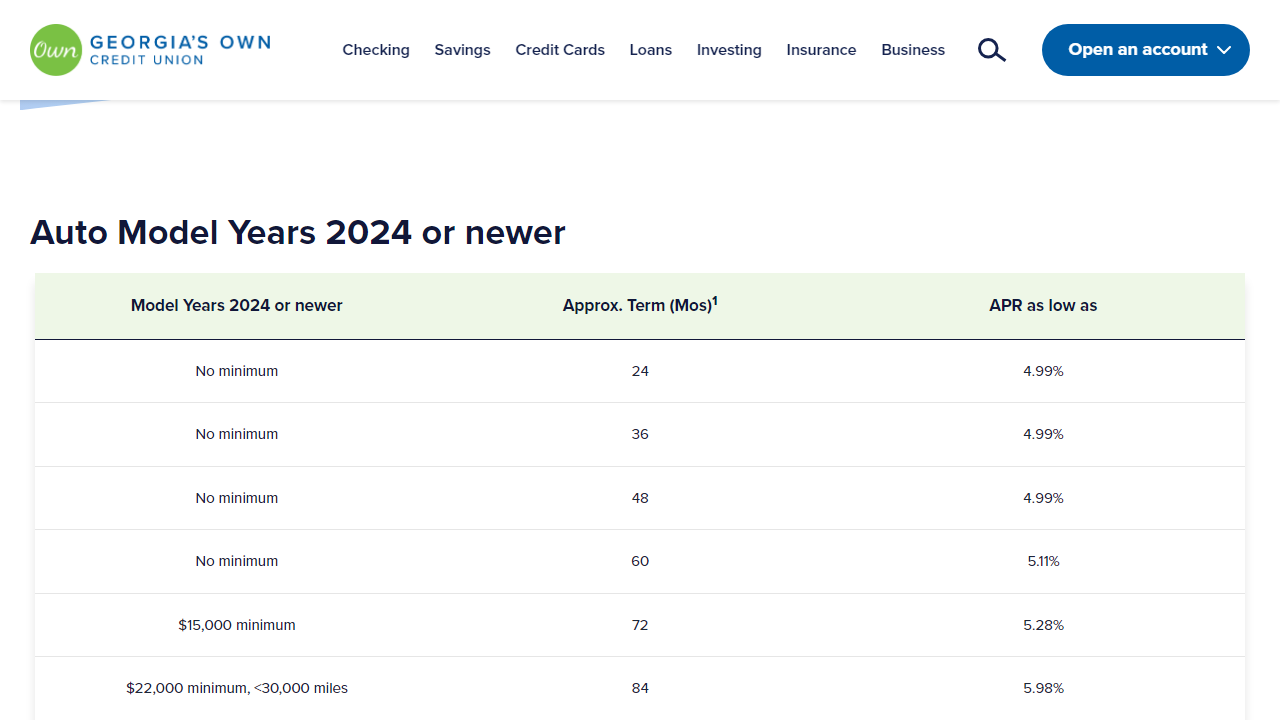 Own GEORGIA'S OWN
CREDIT UNION
Checking Savings Credit Cards Loans Investing Insurance Business
Open an account
Auto Model Years 2024 or newer
Model Years 2024 or newer Approx. Term (Mos)1 APR as low as
No minimum 24 4.99%
No minimum 36 4.99%
No minimum 48 4.99%
No minimum 60 5.11%
$15,000 minimum 72 5.28%
$22,000 minimum, <30,000 miles 84 5.98%